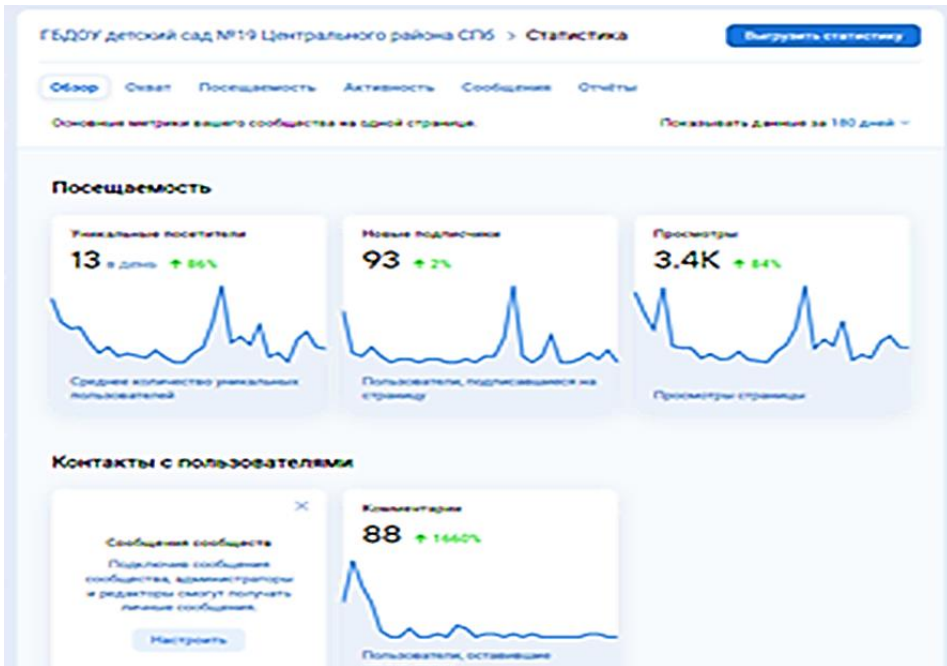 ГБДОУ детский сад №19 Центрального района СПб > Статистика
Выгрузить статистику
Обзор Охват Посещаемость Активность Сообщения Отчёты
Основные метрики вашего сообщества на одной странице.
Показывать данные за 180 дней
Посещаемость
Уникальные посетители
13 в день ↑ 86%
Среднее количество уникальных
пользователей
Новые подписчики
93 ↑ 2%
Пользователи, подписавшиеся на
страницу
Просмотры
3.4K ↑ 84%
Просмотры страницы
Контакты с пользователями
Сообщения сообществ
Подключив сообщения
сообщества, администраторы
и редакторы смогут получать
личные сообщения.
Настроить
Комментарии
88 ↑ 1660%
Пользователи, оставившие